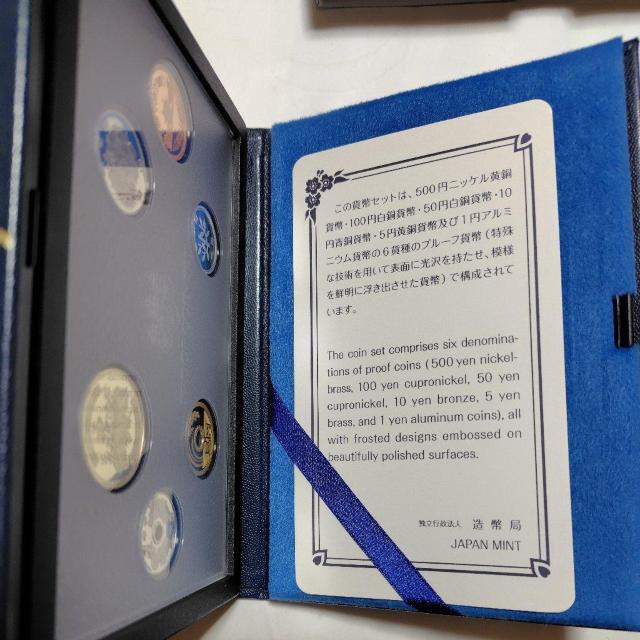 この貨幣セットは、500円ニッケル黄銅
貨幣・100円白銅貨幣・50円白銅貨幣・10
円青銅貨幣・5円黄銅貨幣及び1円アルミ
ニウム貨幣の6貨種のプルーフ貨幣(特殊
な技術を用いて表面に光沢を持たせ、模様
を鮮明に浮き出させた貨幣)で構成されて
います。
The coin set comprises six denomina-
tions of proof coins (500 yen nickel-
brass, 100 yen cupronickel, 50 yen
cupronickel, 10 yen bronze, 5 yen
brass, and 1 yen aluminum coins), all
with frosted designs embossed on
beautifully polished surfaces.
独立行政法人 造幣局
JAPAN MINT